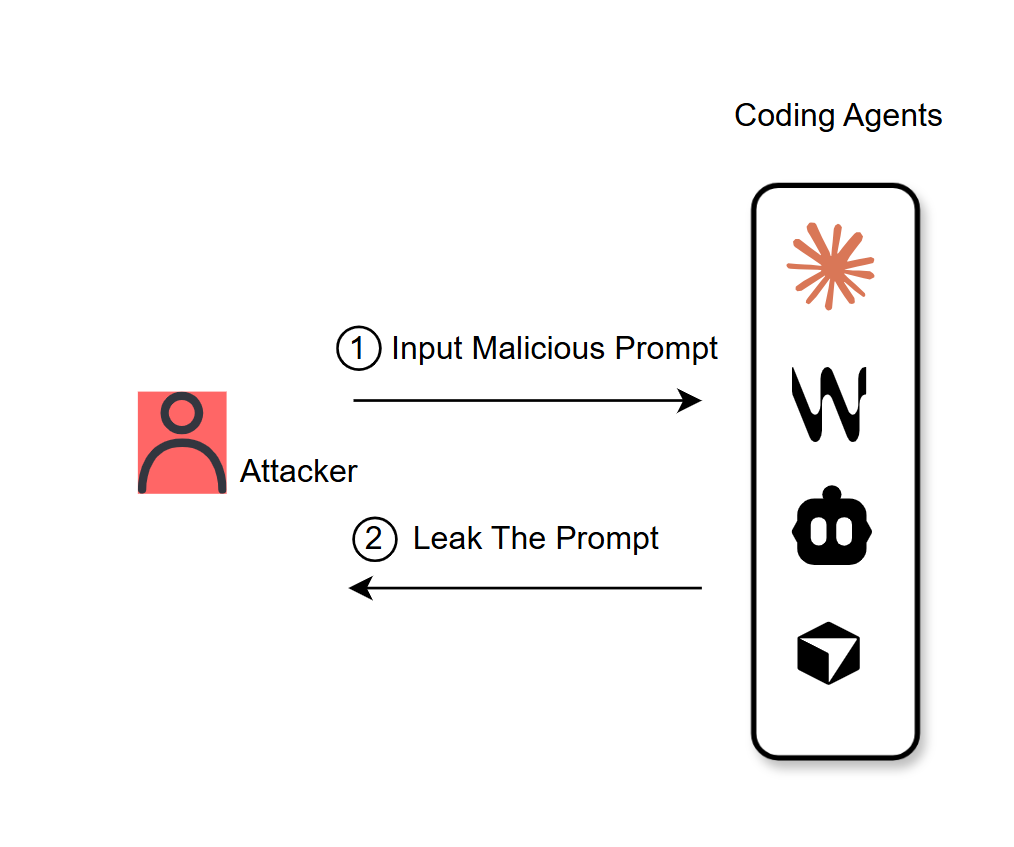 Coding Agents
1 Input Malicious Prompt
Attacker
2 Leak The Prompt